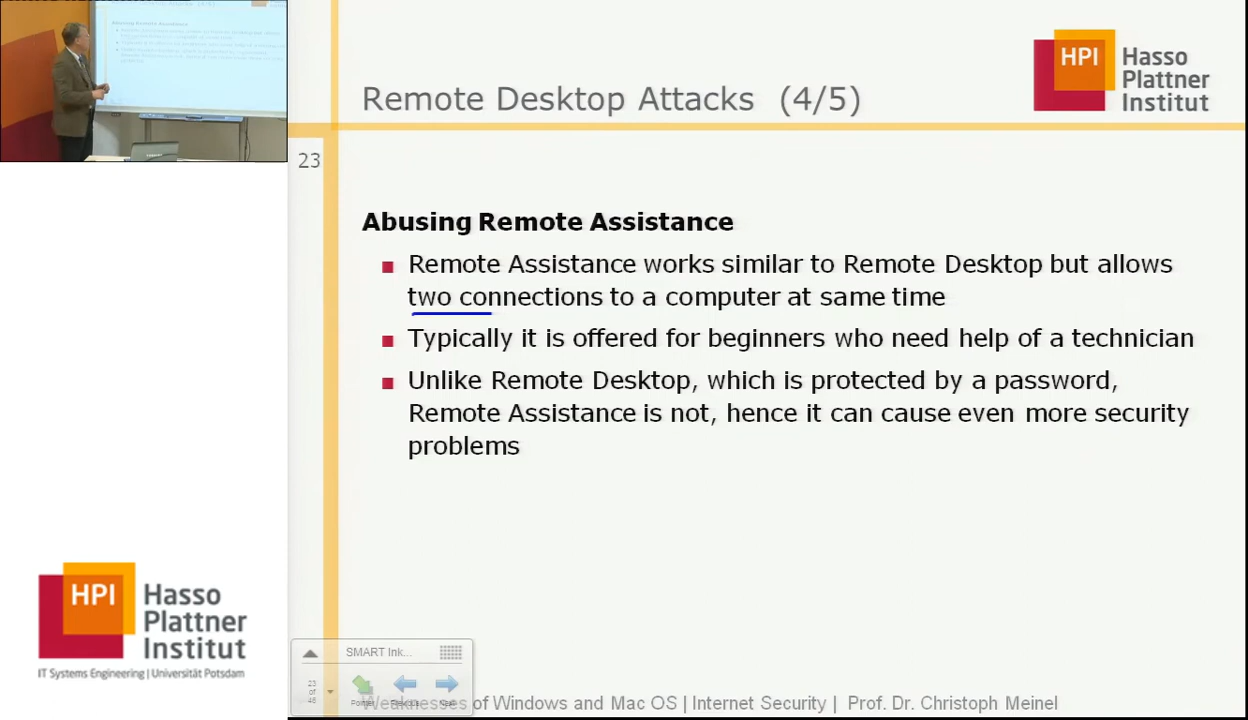 Remote Desktop Attacks (4/5)
HPI Hasso
Plattner
Institut
23
Abusing Remote Assistance
Remote Assistance works similar to Remote Desktop but allows
two connections to a computer at same time
Typically it is offered for beginners who need help of a technician
Unlike Remote Desktop, which is protected by a password,
Remote Assistance is not, hence it can cause even more security
problems
HPI Hasso
Plattner
Institut
IT Systems Engineering | Universität Potsdam
SMART Ink...
23
of
48
Weaknesses of Windows and Mac OS | Internet Security | Prof. Dr. Christoph Meinel